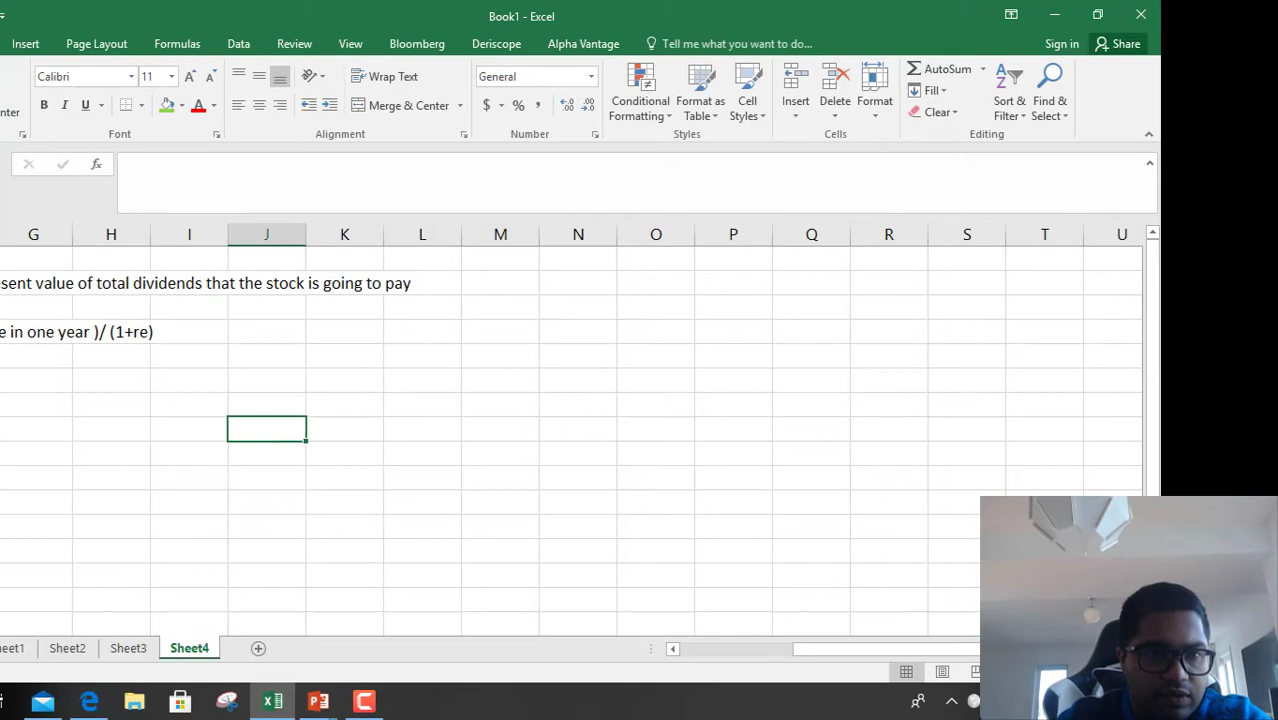 Book1 - Excel
Insert Page Layout Formulas Data Review View Bloomberg Deriscope Alpha Vantage Tell me what you want to do... Sign in Share
Calibri 11 Wrap Text General AutoSum
Fill
B I U Merge & Center $ % , Conditional Formatting Format as Table Cell Styles Insert Delete Format Clear Sort & Filter Find & Select
Font Alignment Number Styles Cells Editing
fx
G H I J K L M N O P Q R S T U
sent value of total dividends that the stock is going to pay
e in one year )/ (1+re)
eet1 Sheet2 Sheet3 Sheet4